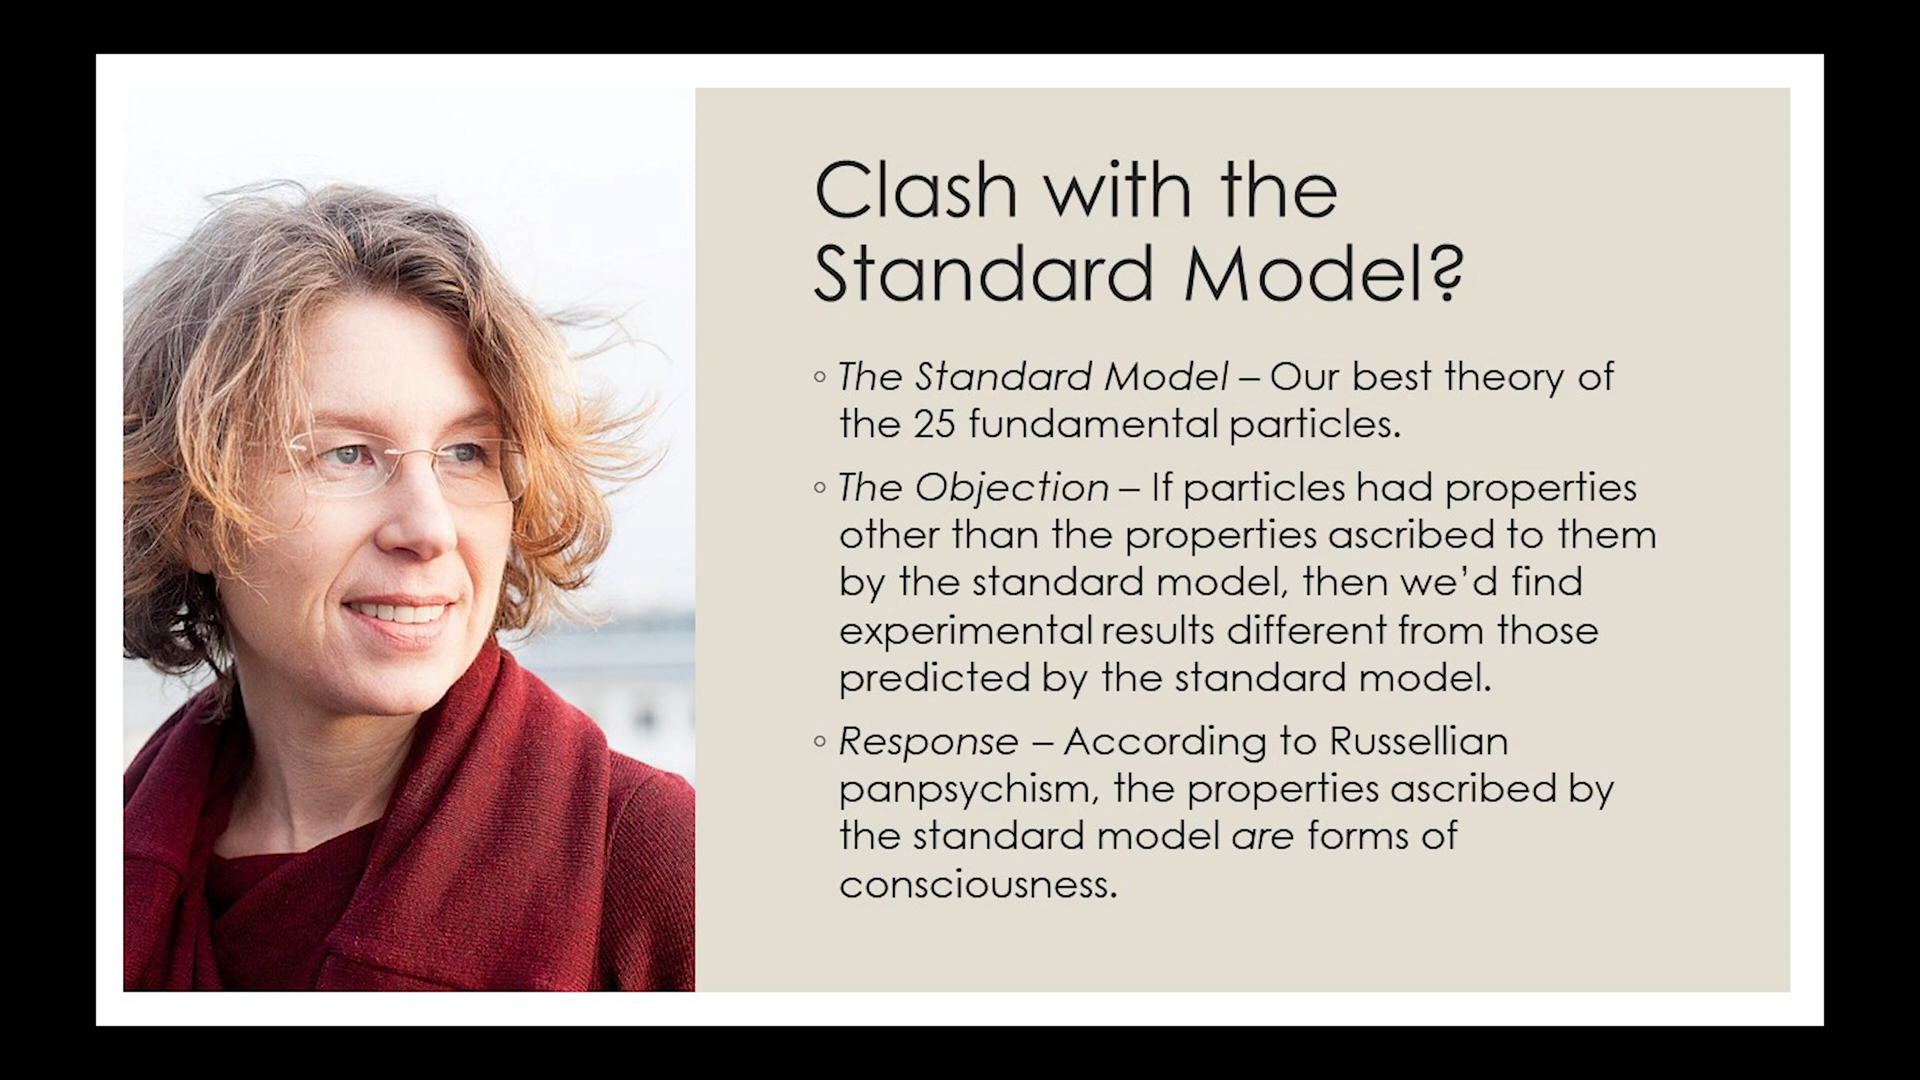 Clash with the
Standard Model?
◦ The Standard Model – Our best theory of
the 25 fundamental particles.
◦ The Objection – If particles had properties
other than the properties ascribed to them
by the standard model, then we’d find
experimental results different from those
predicted by the standard model.
◦ Response – According to Russellian
panpsychism, the properties ascribed by
the standard model are forms of
consciousness.